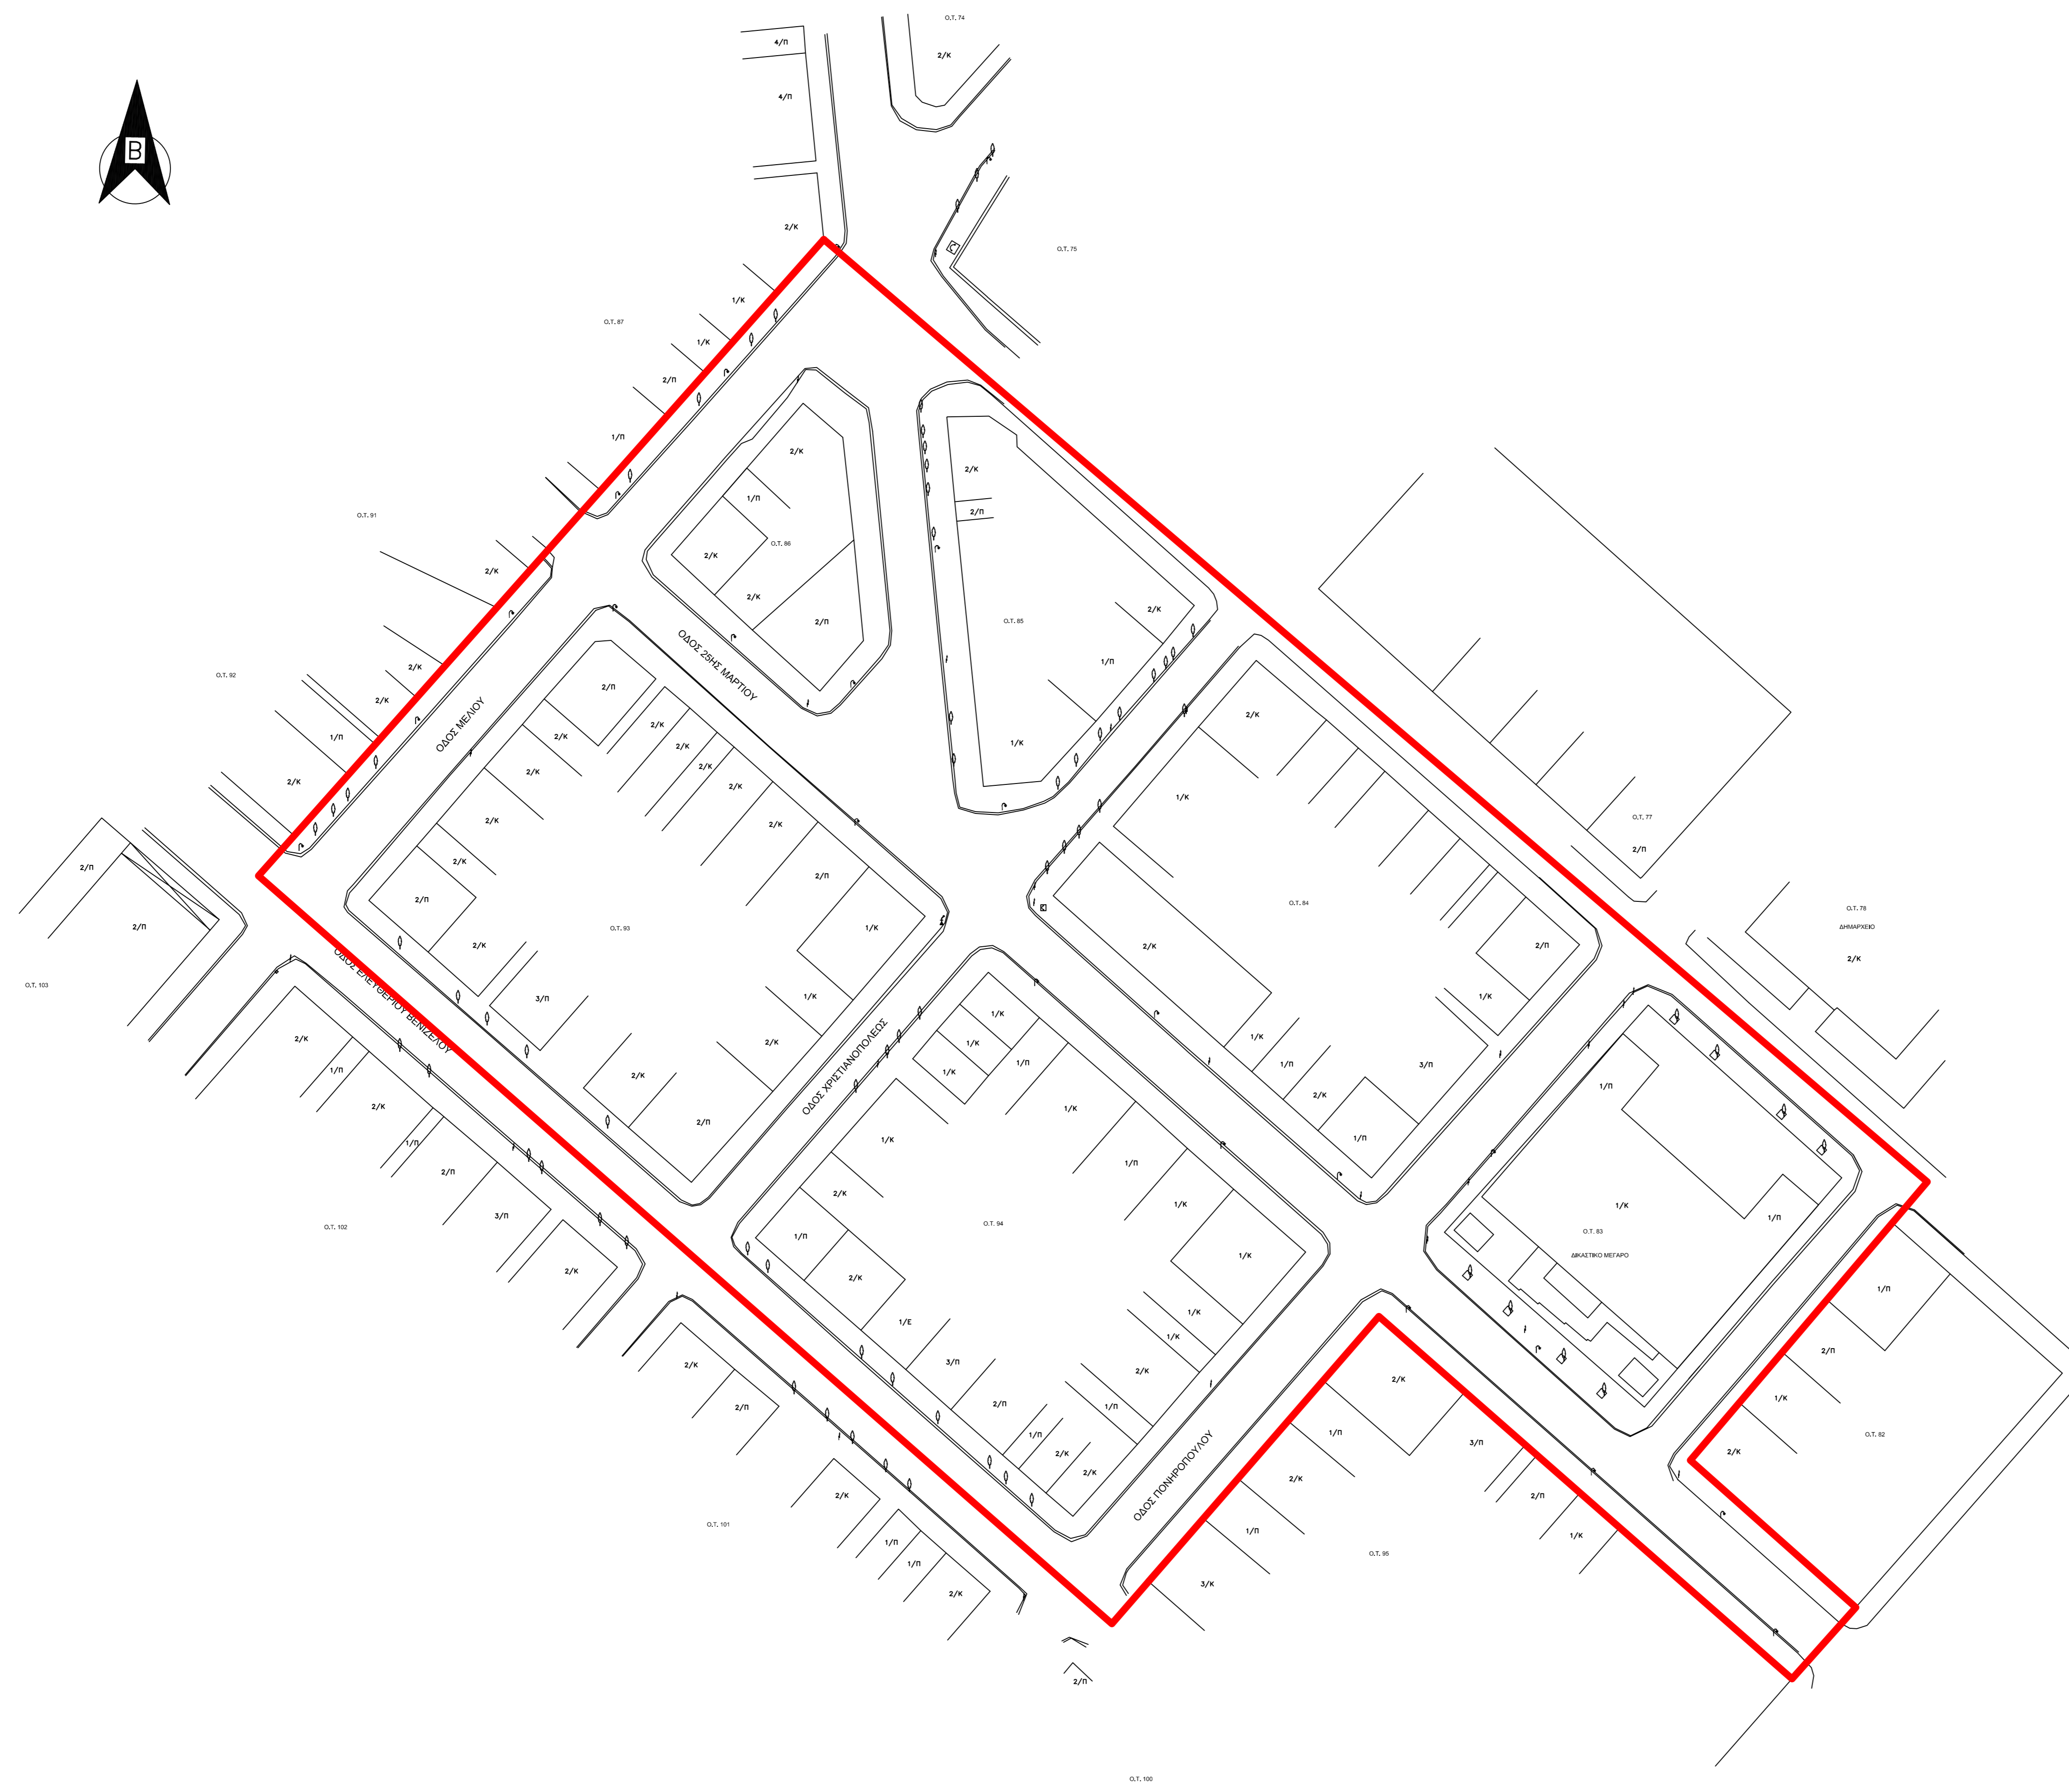 Ο.Τ. 74
4/Π
2/Κ
4/Π
Β
2/Κ
Ο.Τ. 75
1/Κ
Ο.Τ. 87
1/Κ
2/Π
1/Π
2/Κ
2/Κ
1/Π
2/Π
Ο.Τ. 91
Ο.Τ. 86
2/Κ
2/Κ
2/Κ
2/Κ
2/Π
Ο.Τ. 85
1/Π
1/Κ
ΟΔΟΣ 25ΗΣ ΜΑΡΤΙΟΥ
Ο.Τ. 92
2/Κ
2/Κ
1/Π
2/Κ
ΟΔΟΣ ΜΕΛΙΟΥ
2/Π
2/Κ
2/Κ
2/Κ
2/Κ
2/Κ
2/Κ
2/Κ
2/Κ
2/Κ
2/Π
2/Π
2/Κ
1/Κ
Ο.Τ. 93
3/Π
1/Κ
2/Κ
2/Κ
2/Π
2/Κ
1/Κ
Ο.Τ. 84
2/Κ
2/Π
1/Κ
1/Κ
1/Π
2/Κ
3/Π
1/Π
Ο.Τ. 77
2/Π
Ο.Τ. 78
ΔΗΜΑΡΧΕΙΟ
2/Κ
2/Π
2/Π
Ο.Τ. 103
ΟΔΟΣ ΕΛΕΥΘΕΡΙΟΥ ΒΕΝΙΖΕΛΟΥ
ΟΔΟΣ ΧΡΙΣΤΙΑΝΟΠΟΛΕΩΣ
2/Κ
1/Π
2/Κ
1/Π
2/Π
3/Π
Ο.Τ. 102
2/Κ
1/Κ
1/Κ
1/Κ
1/Π
1/Κ
1/Κ
1/Π
2/Κ
1/Κ
1/Π
Ο.Τ. 94
1/Κ
2/Κ
1/Κ
1/Κ
1/Ε
3/Π
2/Κ
2/Π
1/Π
1/Π
2/Κ
2/Κ
1/Π
1/Κ
1/Π
Ο.Τ. 83
ΔΙΚΑΣΤΙΚΟ ΜΕΓΑΡΟ
1/Π
2/Π
1/Κ
2/Κ
Ο.Τ. 82
2/Κ
2/Π
2/Κ
1/Π
1/Π
2/Κ
Ο.Τ. 101
ΟΔΟΣ ΠΟΝΗΡΟΠΟΥΛΟΥ
2/Κ
1/Π
3/Π
2/Κ
2/Π
1/Π
1/Κ
Ο.Τ. 95
3/Κ
2/Π
Ο.Τ. 100